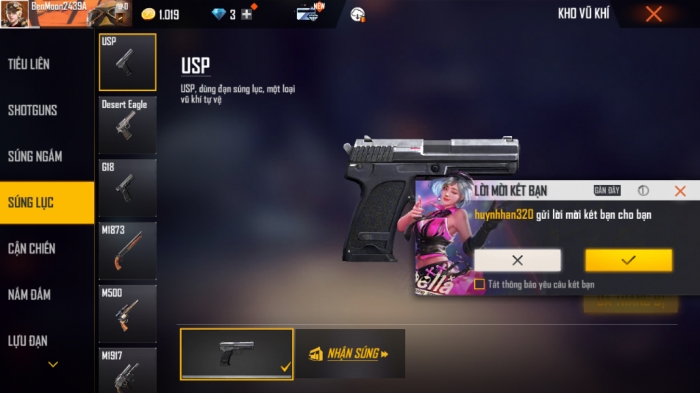 BenMoon2439A
1.019
3
NEW
KHO VŨ KHÍ
TIỂU LIÊN
SHOTGUNS
SÚNG NGẮM
SÚNG LỤC
CẬN CHIẾN
NẮM ĐẤM
LỰU ĐẠN
USP
Desert Eagle
G18
M1873
M500
M1917
USP
USP, dùng đạn súng lục, một loại
vũ khí tự vệ
LỜI MỜI KẾT BẠN
GẦN ĐÂY
huynhhan320 gửi lời mời kết bạn cho bạn
Tắt thông báo yêu cầu kết bạn
NHẬN SÚNG